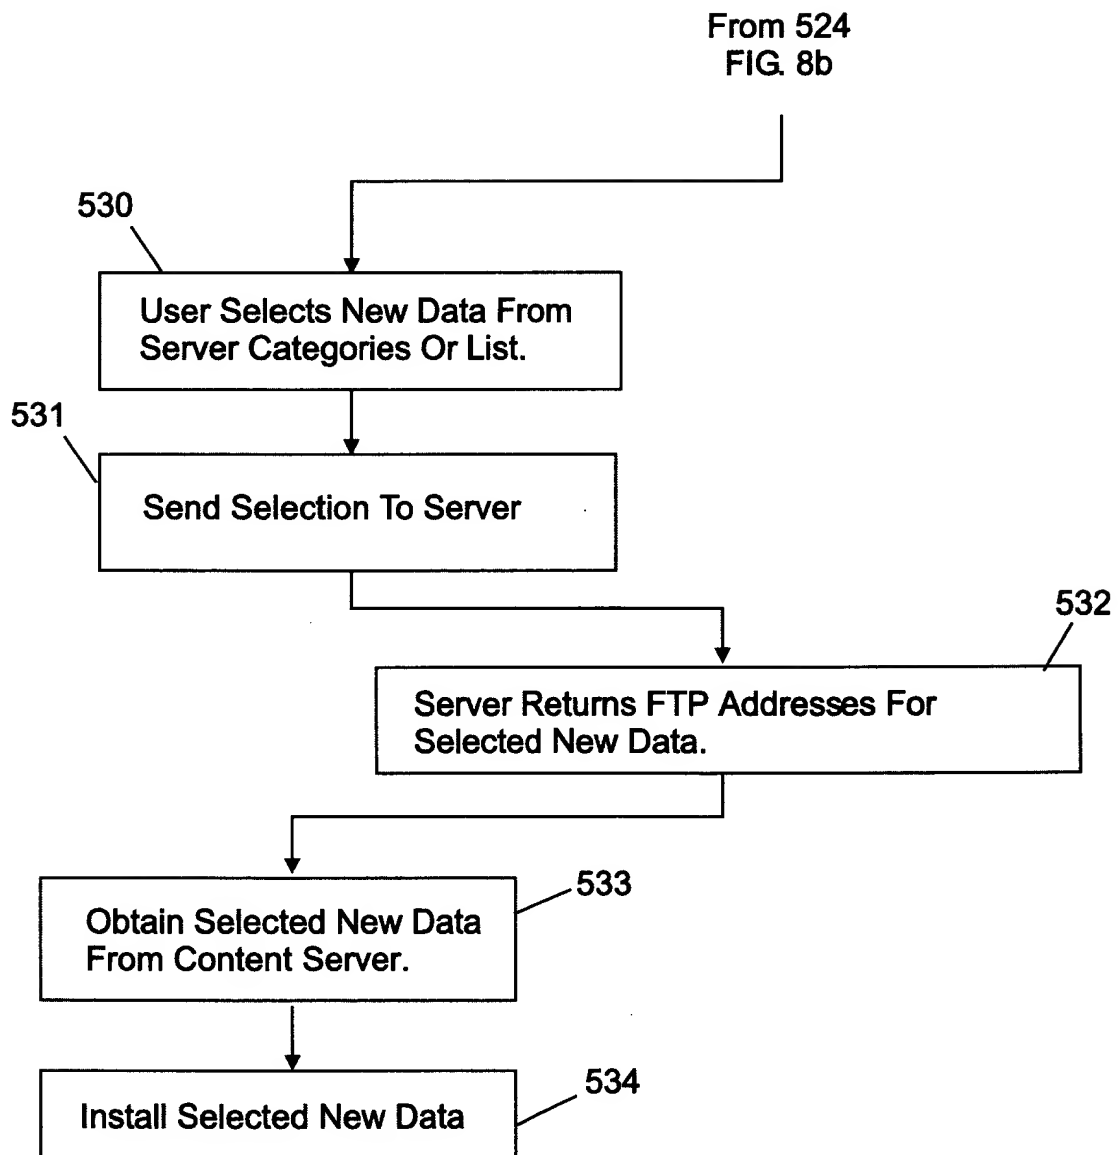 From 524
FIG. 8b
530
User Selects New Data From
Server Categories Or List.
531
Send Selection To Server
532
Server Returns FTP Addresses For
Selected New Data.
533
Obtain Selected New Data
From Content Server.
534
Install Selected New Data